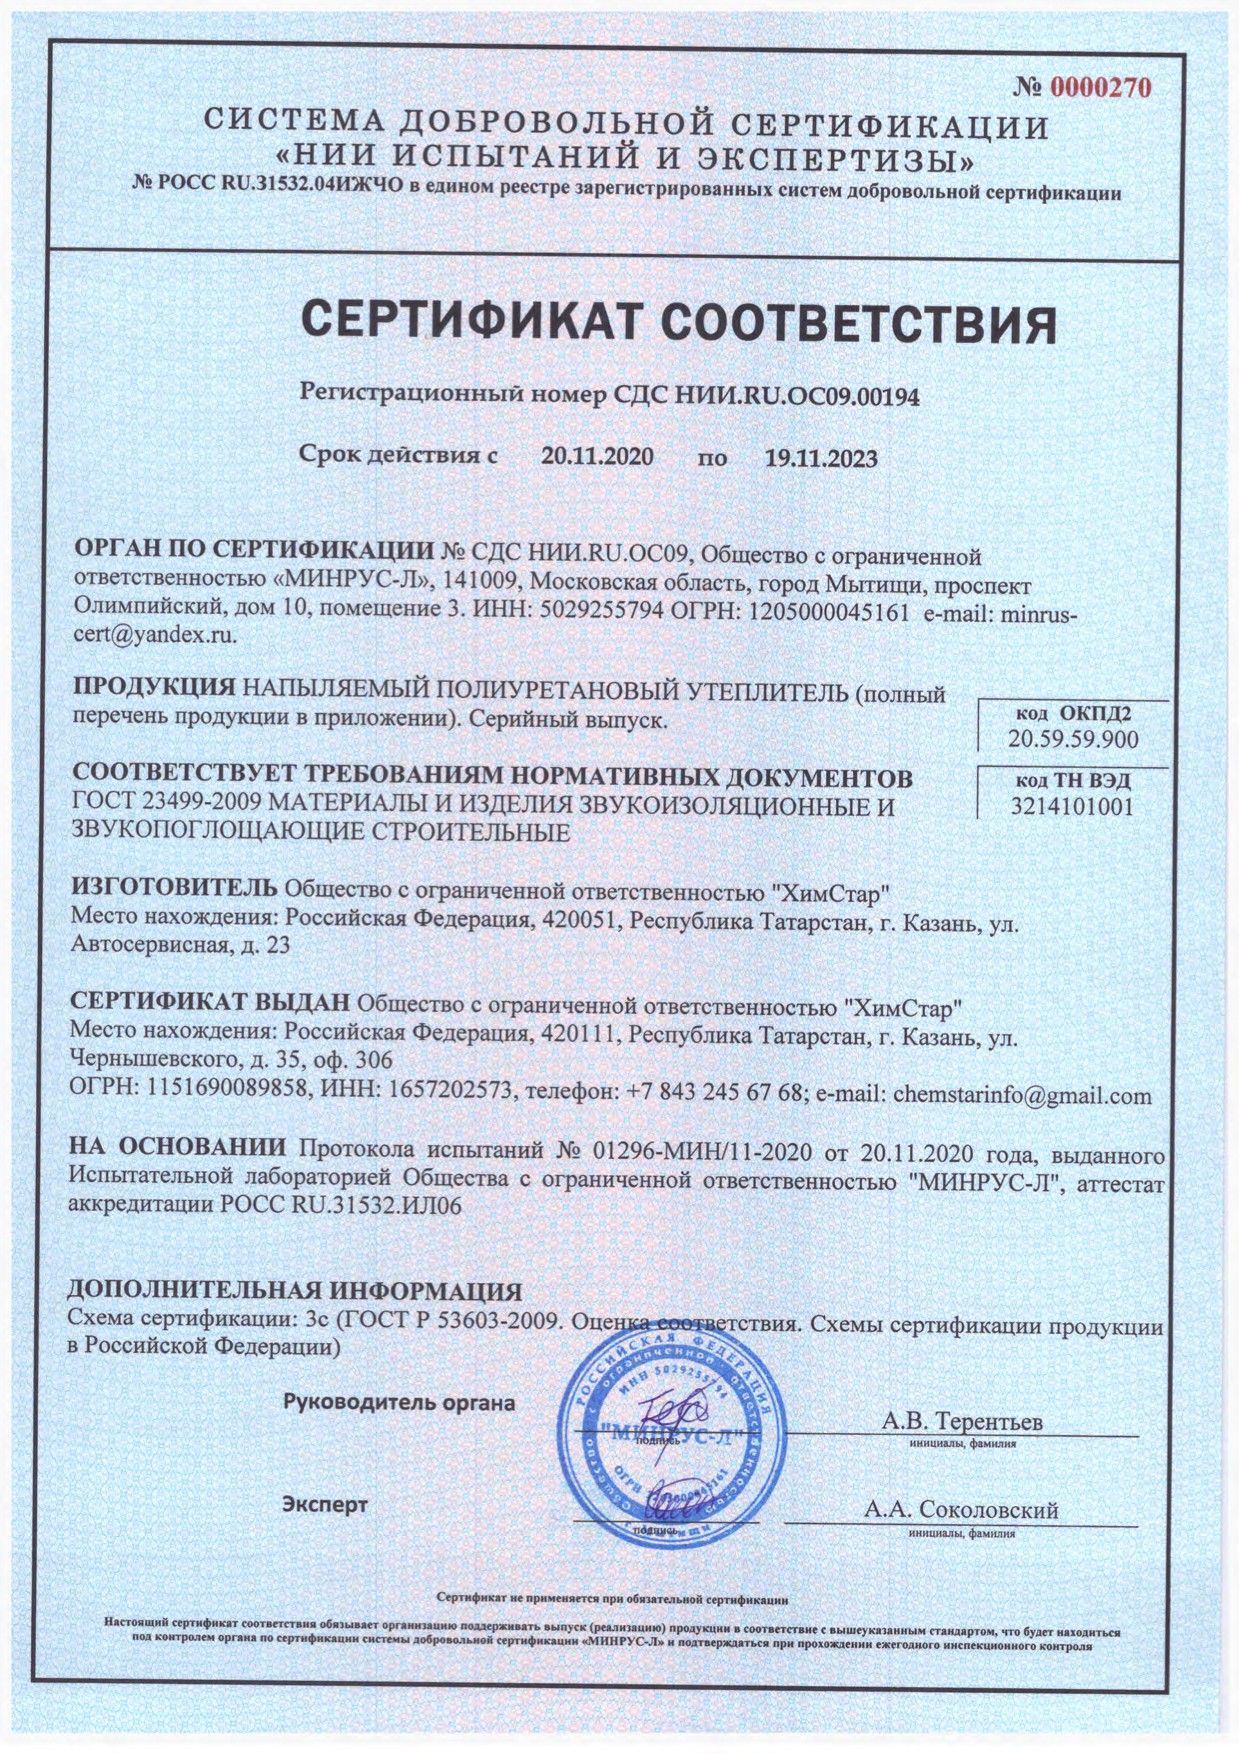 № 0000270
СИСТЕМА ДОБРОВОЛЬНОЙ СЕРТИФИКАЦИИ
«НИИ ИСПЫТАНИЙ И ЭКСПЕРТИЗЫ»
№ РОСС RU.31532.04ИЖЧО в едином реестре зарегистрированных систем добровольной сертификации
СЕРТИФИКАТ СООТВЕТСТВИЯ
Регистрационный номер СДС НИИ.RU.ОС09.00194
Срок действия с 20.11.2020 по 19.11.2023
ОРГАН ПО СЕРТИФИКАЦИИ № СДС НИИ.RU.ОС09, Общество с ограниченной
ответственностью «МИНРУС-Л», 141009, Московская область, город Мытищи, проспект
Олимпийский, дом 10, помещение 3. ИНН: 5029255794 ОГРН: 1205000045161 e-mail: minrus-
cert@yandex.ru.
ПРОДУКЦИЯ НАПЫЛЯЕМЫЙ ПОЛИУРЕТАНОВЫЙ УТЕПЛИТЕЛЬ (полный
перечень продукции в приложении). Серийный выпуск.
код ОКПД2
20.59.59.900
СООТВЕТСТВУЕТ ТРЕБОВАНИЯМ НОРМАТИВНЫХ ДОКУМЕНТОВ
ГОСТ 23499-2009 МАТЕРИАЛЫ И ИЗДЕЛИЯ ЗВУКОИЗОЛЯЦИОННЫЕ И
ЗВУКОПОГЛОЩАЮЩИЕ СТРОИТЕЛЬНЫЕ
код ТН ВЭД
3214101001
ИЗГОТОВИТЕЛЬ Общество с ограниченной ответственностью "ХимСтар"
Место нахождения: Российская Федерация, 420051, Республика Татарстан, г. Казань, ул.
Автосервисная, д. 23
СЕРТИФИКАТ ВЫДАН Общество с ограниченной ответственностью "ХимСтар"
Место нахождения: Российская Федерация, 420111, Республика Татарстан, г. Казань, ул.
Чернышевского, д. 35, оф. 306
ОГРН: 1151690089858, ИНН: 1657202573, телефон: +7 843 245 67 68; e-mail: chemstarinfo@gmail.com
НА ОСНОВАНИИ Протокола испытаний № 01296-МИН/11-2020 от 20.11.2020 года, выданного
Испытательной лабораторией Общества с ограниченной ответственностью "МИНРУС-Л", аттестат
аккредитации РОСС RU.31532.ИЛ06
ДОПОЛНИТЕЛЬНАЯ ИНФОРМАЦИЯ
Схема сертификации: 3с (ГОСТ Р 53603-2009. Оценка соответствия. Схемы сертификации продукции
в Российской Федерации)
РОССИЙСКАЯ ФЕДЕРАЦИЯ
Общество с ограниченной ответственностью
ИНН 5029255794
"МИНРУС-Л"
ОГРН 1205000045161
г. Мытищи
Руководитель органа
подпись
А.В. Терентьев
инициалы, фамилия
Эксперт
подпись
А.А. Соколовский
инициалы, фамилия
Сертификат не применяется при обязательной сертификации
Настоящий сертификат соответствия обязывает организацию поддерживать выпуск (реализацию) продукции в соответствие с вышеуказанным стандартом, что будет находиться
под контролем органа по сертификации системы добровольной сертификации «МИНРУС-Л» и подтверждаться при прохождении ежегодного инспекционного контроля